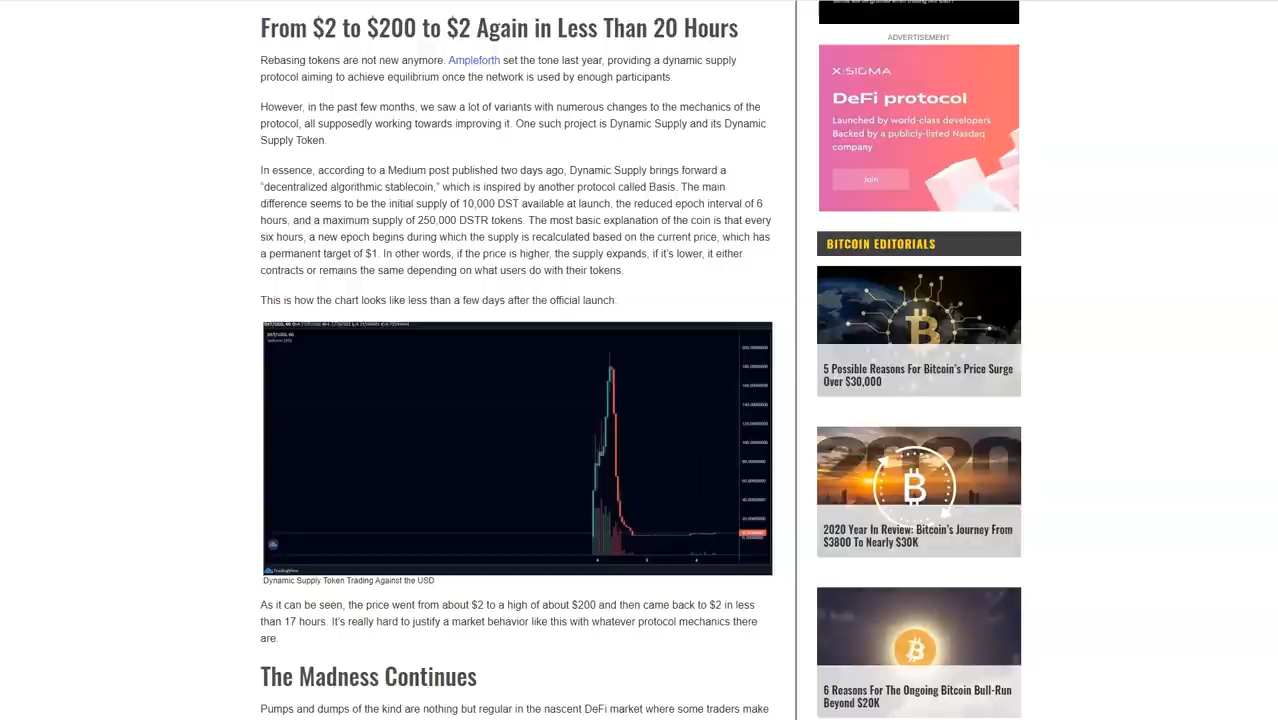 From $2 to $200 to $2 Again in Less Than 20 Hours
Rebasing tokens are not new anymore. Ampleforth set the tone last year, providing a dynamic supply
protocol aiming to achieve equilibrium once the network is used by enough participants.
However, in the past few months, we saw a lot of variants with numerous changes to the mechanics of the
protocol, all supposedly working towards improving it. One such project is Dynamic Supply and its Dynamic
Supply Token.
In essence, according to a Medium post published two days ago, Dynamic Supply brings forward a
“decentralized algorithmic stablecoin,” which is inspired by another protocol called Basis. The main
difference seems to be the initial supply of 10,000 DST available at launch, the reduced epoch interval of 6
hours, and a maximum supply of 250,000 DSTR tokens. The most basic explanation of the coin is that every
six hours, a new epoch begins during which the supply is recalculated based on the current price, which has
a permanent target of $1. In other words, if the price is higher, the supply expands, if it’s lower, it either
contracts or remains the same depending on what users do with their tokens.
This is how the chart looks like less than a few days after the official launch:
TradingView
Dynamic Supply Token Trading Against the USD
As it can be seen, the price went from about $2 to a high of about $200 and then came back to $2 in less
than 17 hours. It’s really hard to justify a market behavior like this with whatever protocol mechanics there
are.
The Madness Continues
Pumps and dumps of the kind are nothing but regular in the nascent DeFi market where some traders make
ADVERTISEMENT
X:SIGMA
DeFi protocol
Launched by world-class developers
Backed by a publicly-listed Nasdaq
company
Join
BITCOIN EDITORIALS
5 Possible Reasons For Bitcoin’s Price Surge
Over $30,000
2020
2020 Year In Review: Bitcoin’s Journey From
$3800 To Nearly $30K
6 Reasons For The Ongoing Bitcoin Bull-Run
Beyond $20K